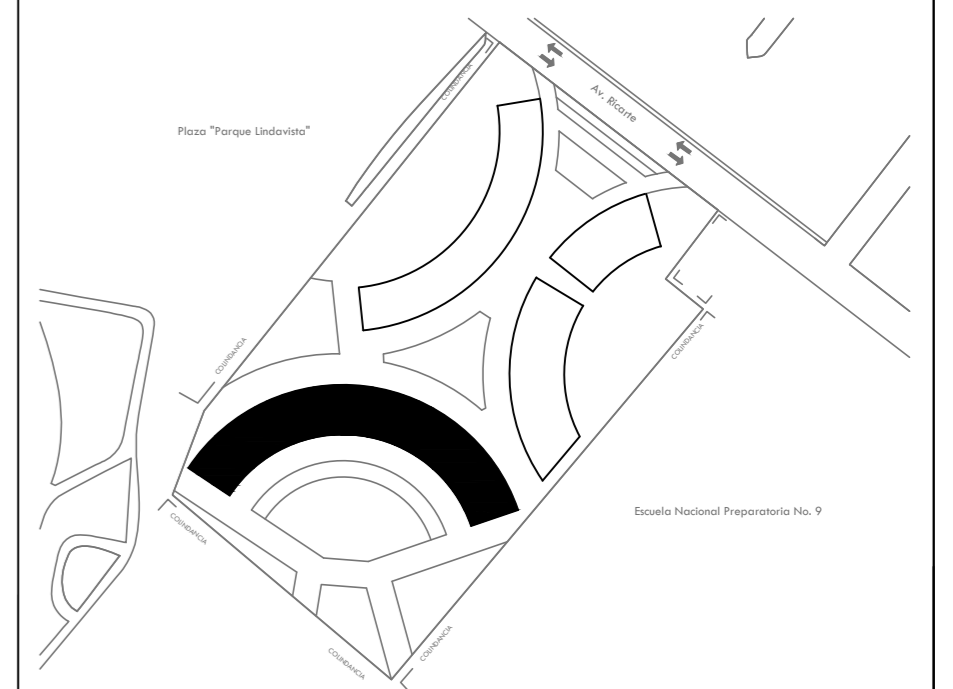 COLINDANCIA
Av. Ricarte
Plaza "Parque Lindavista"
COLINDANCIA
COLINDANCIA
Escuela Nacional Preparatoria No. 9
COLINDANCIA
COLINDANCIA
COLINDANCIA